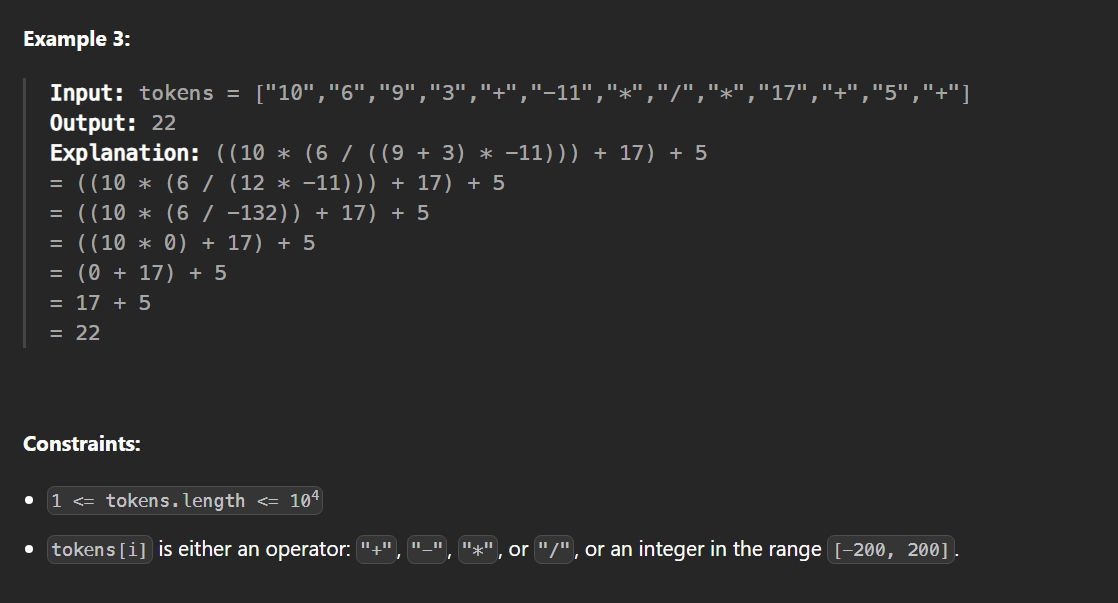 Example 3:
Input: tokens = ["10","6","9","3","+","-11","*","/","*","17","+","5","+"]
Output: 22
Explanation: ((10 * (6 / ((9 + 3) * -11))) + 17) + 5
= ((10 * (6 / (12 * -11))) + 17) + 5
= ((10 * (6 / -132)) + 17) + 5
= ((10 * 0) + 17) + 5
= (0 + 17) + 5
= 17 + 5
= 22
Constraints:
• 1 <= tokens.length <= 10⁴
• tokens[i] is either an operator: "+", "-", "*", or "/", or an integer in the range [-200, 200].